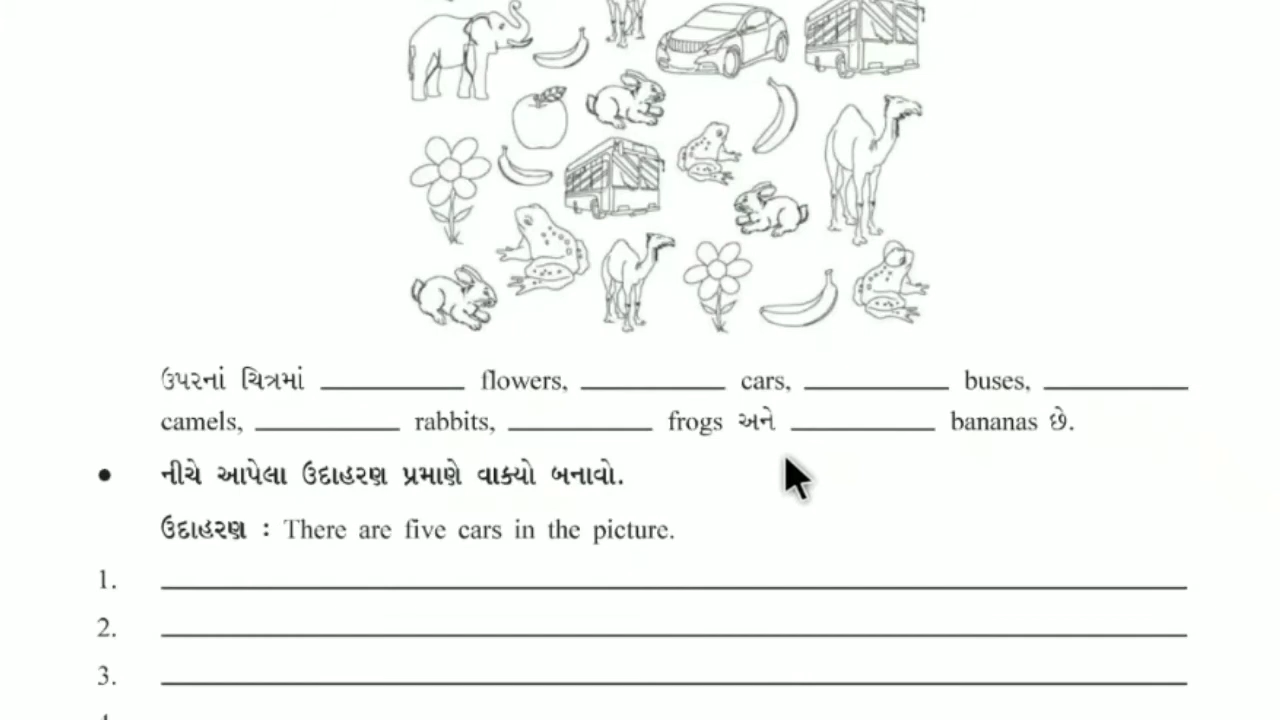 ઉપરનાં ચિત્રમાં __________ flowers, __________ cars, __________ buses, __________
camels, __________ rabbits, __________ frogs અને __________ bananas છે.
• નીચે આપેલા ઉદાહરણ પ્રમાણે વાક્યો બનાવો.
ઉદાહરણ : There are five cars in the picture.
1.
2.
3.